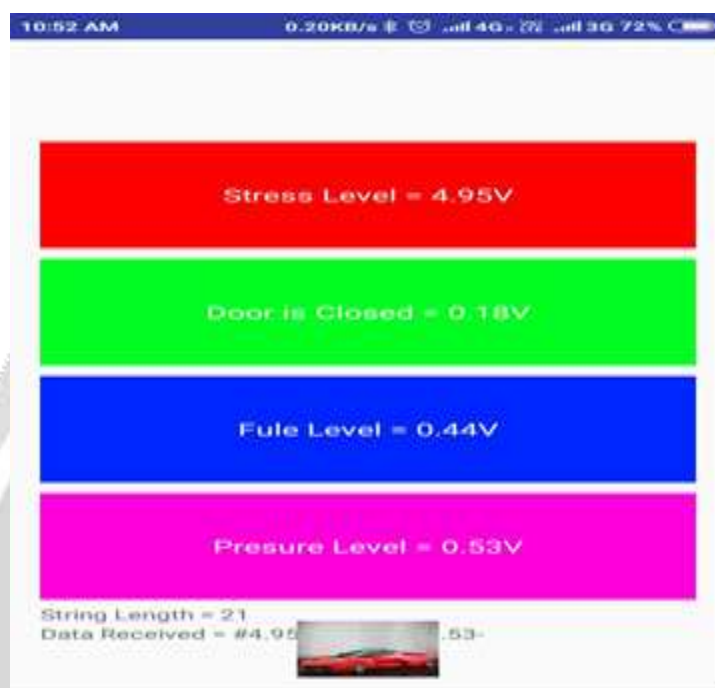 10:52 AM 0.20KB/s 4G 3G 72%
Stress Level = 4.95V
Door is Closed = 0.18V
Fule Level = 0.44V
Presure Level = 0.53V
String Length = 21
Data Received = #4.95 .53-